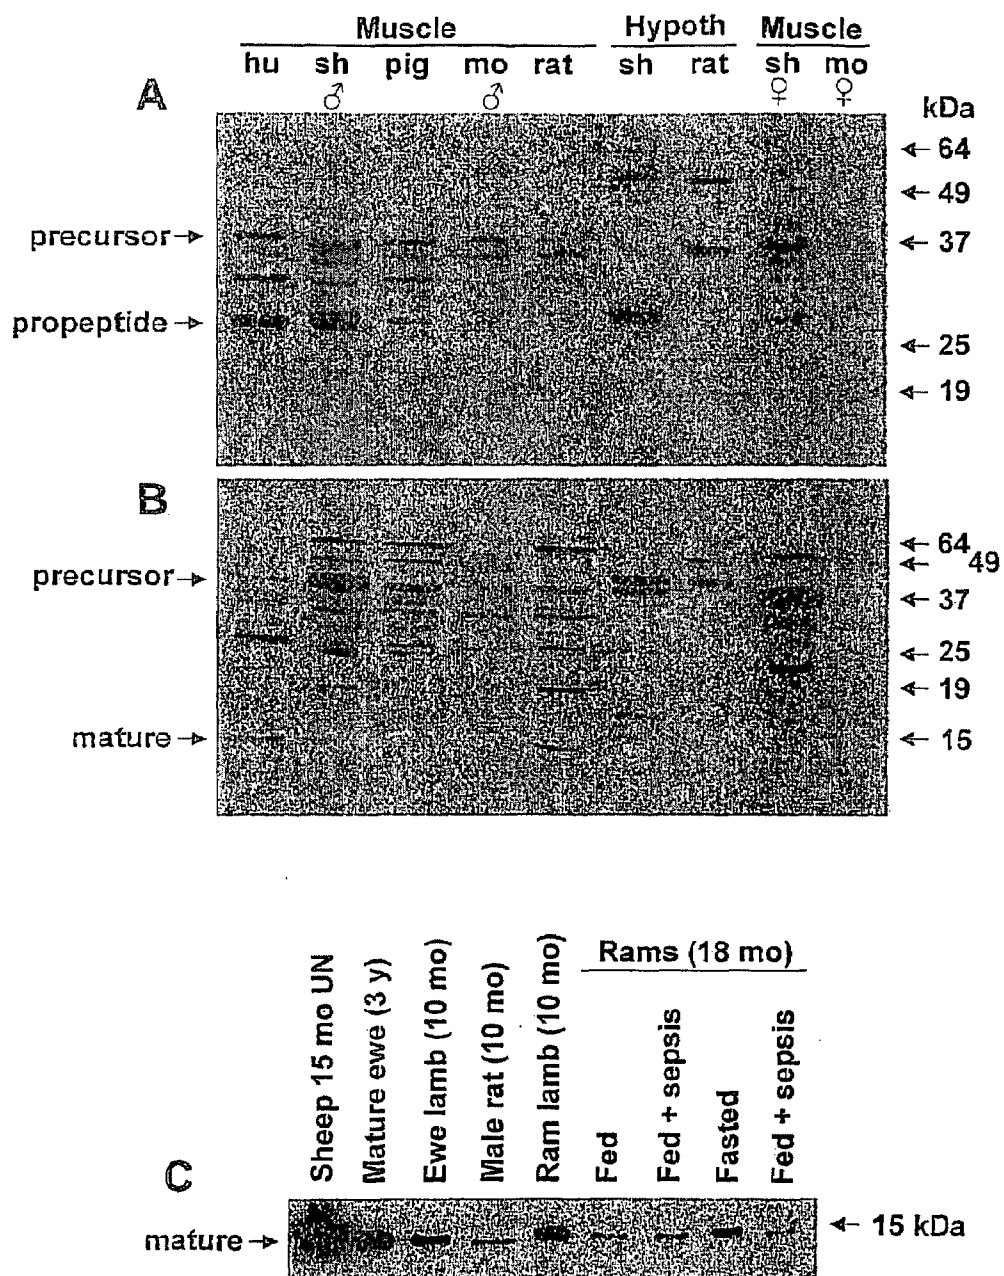 Muscle Hypoth Muscle
hu sh pig mo rat sh rat sh mo
♂ ♂ ♀ ♀
A
kDa
← 64
← 49
precursor → ← 37
propeptide →
← 25
← 19
B
← 64
← 49
precursor →
← 37
← 25
← 19
mature → ← 15
Rams (18 mo)
Sheep 15 mo UN
Mature ewe (3 y)
Ewe lamb (10 mo)
Male rat (10 mo)
Ram lamb (10 mo)
Fed
Fed + sepsis
Fasted
Fed + sepsis
C
← 15 kDa
mature →